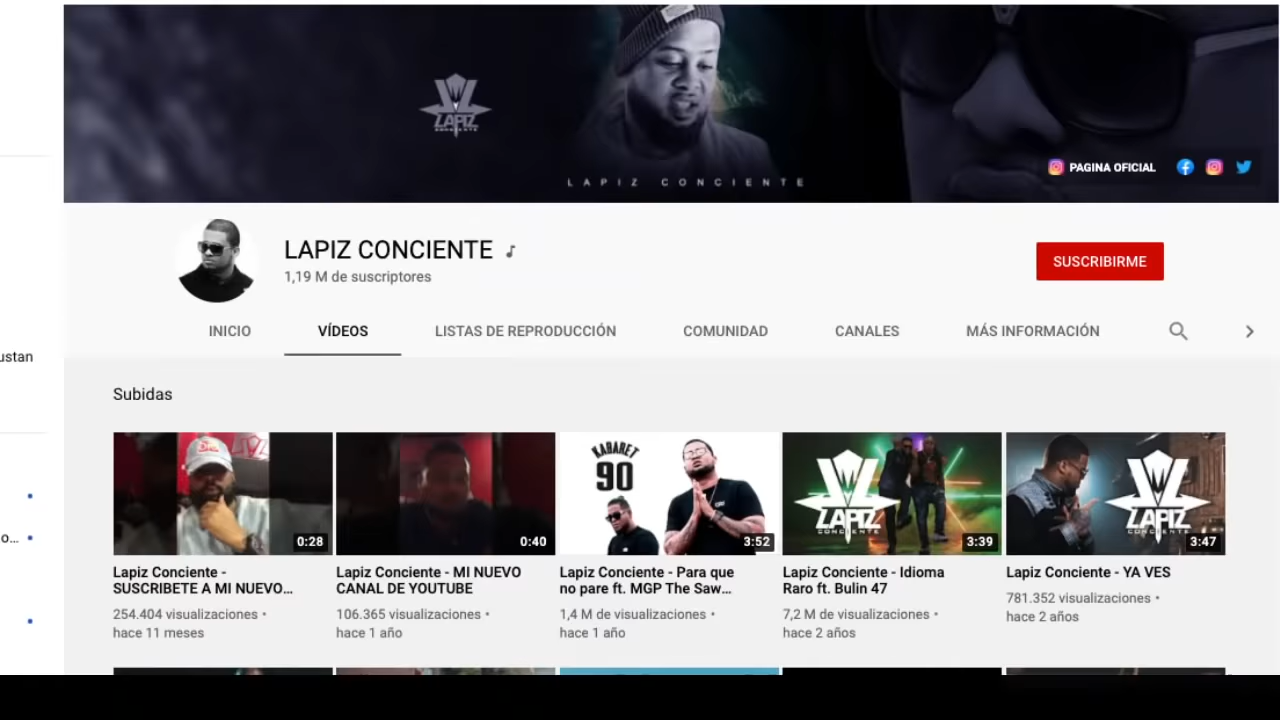 LAPIZ
CONCIENTE
LAPIZ CONCIENTE
PAGINA OFICIAL
LAPIZ CONCIENTE
1,19 M de suscriptores
SUSCRIBIRME
INICIO VÍDEOS LISTAS DE REPRODUCCIÓN COMUNIDAD CANALES MÁS INFORMACIÓN
ustan
Subidas
o...
KABARET
90
LAPIZ
CONCIENTE
LAPIZ
CONCIENTE
0:28 0:40 3:52 3:39 3:47
Lapiz Conciente -
SUSCRIBETE A MI NUEVO...
254.404 visualizaciones •
hace 11 meses
Lapiz Conciente - MI NUEVO
CANAL DE YOUTUBE
106.365 visualizaciones •
hace 1 año
Lapiz Conciente - Para que
no pare ft. MGP The Saw...
1,4 M de visualizaciones •
hace 1 año
Lapiz Conciente - Idioma
Raro ft. Bulin 47
7,2 M de visualizaciones •
hace 2 años
Lapiz Conciente - YA VES
781.352 visualizaciones •
hace 2 años